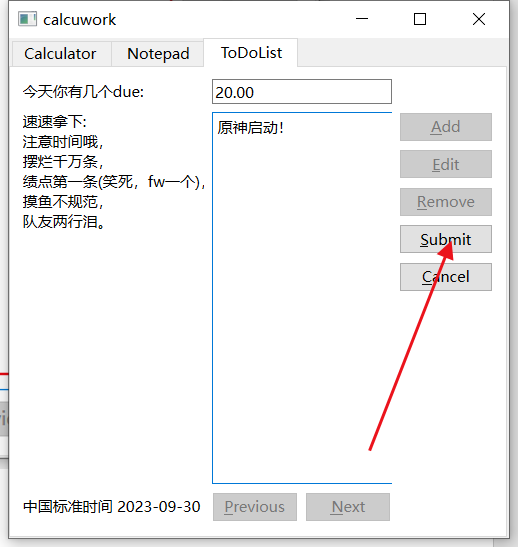 calcuwork
Calculator
Notepad
ToDoList
今天你有几个due:
20.00
速速拿下:
注意时间哦，
摆烂千万条，
绩点第一条(笑死，fw一个)，
摸鱼不规范，
队友两行泪。
原神启动！
Add
Edit
Remove
Submit
Cancel
中国标准时间 2023-09-30
Previous
Next